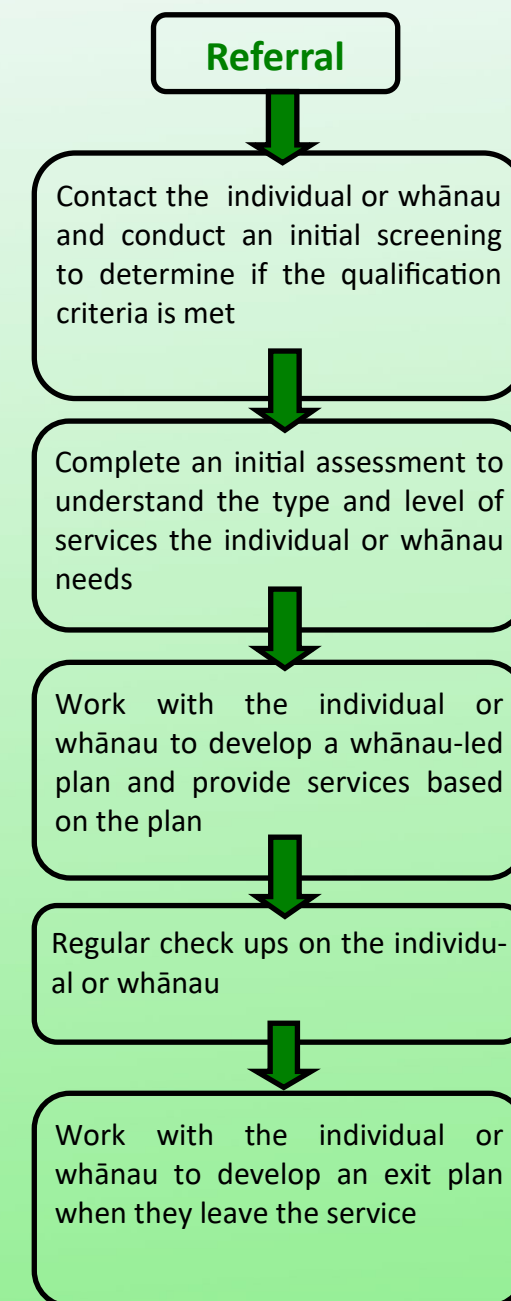 Referral
Contact the individual or whānau
and conduct an initial screening
to determine if the qualification
criteria is met
Complete an initial assessment to
understand the type and level of
services the individual or whānau
needs
Work with the individual or
whānau to develop a whānau-led
plan and provide services based
on the plan
Regular check ups on the individu-
al or whānau
Work with the individual or
whānau to develop an exit plan
when they leave the service